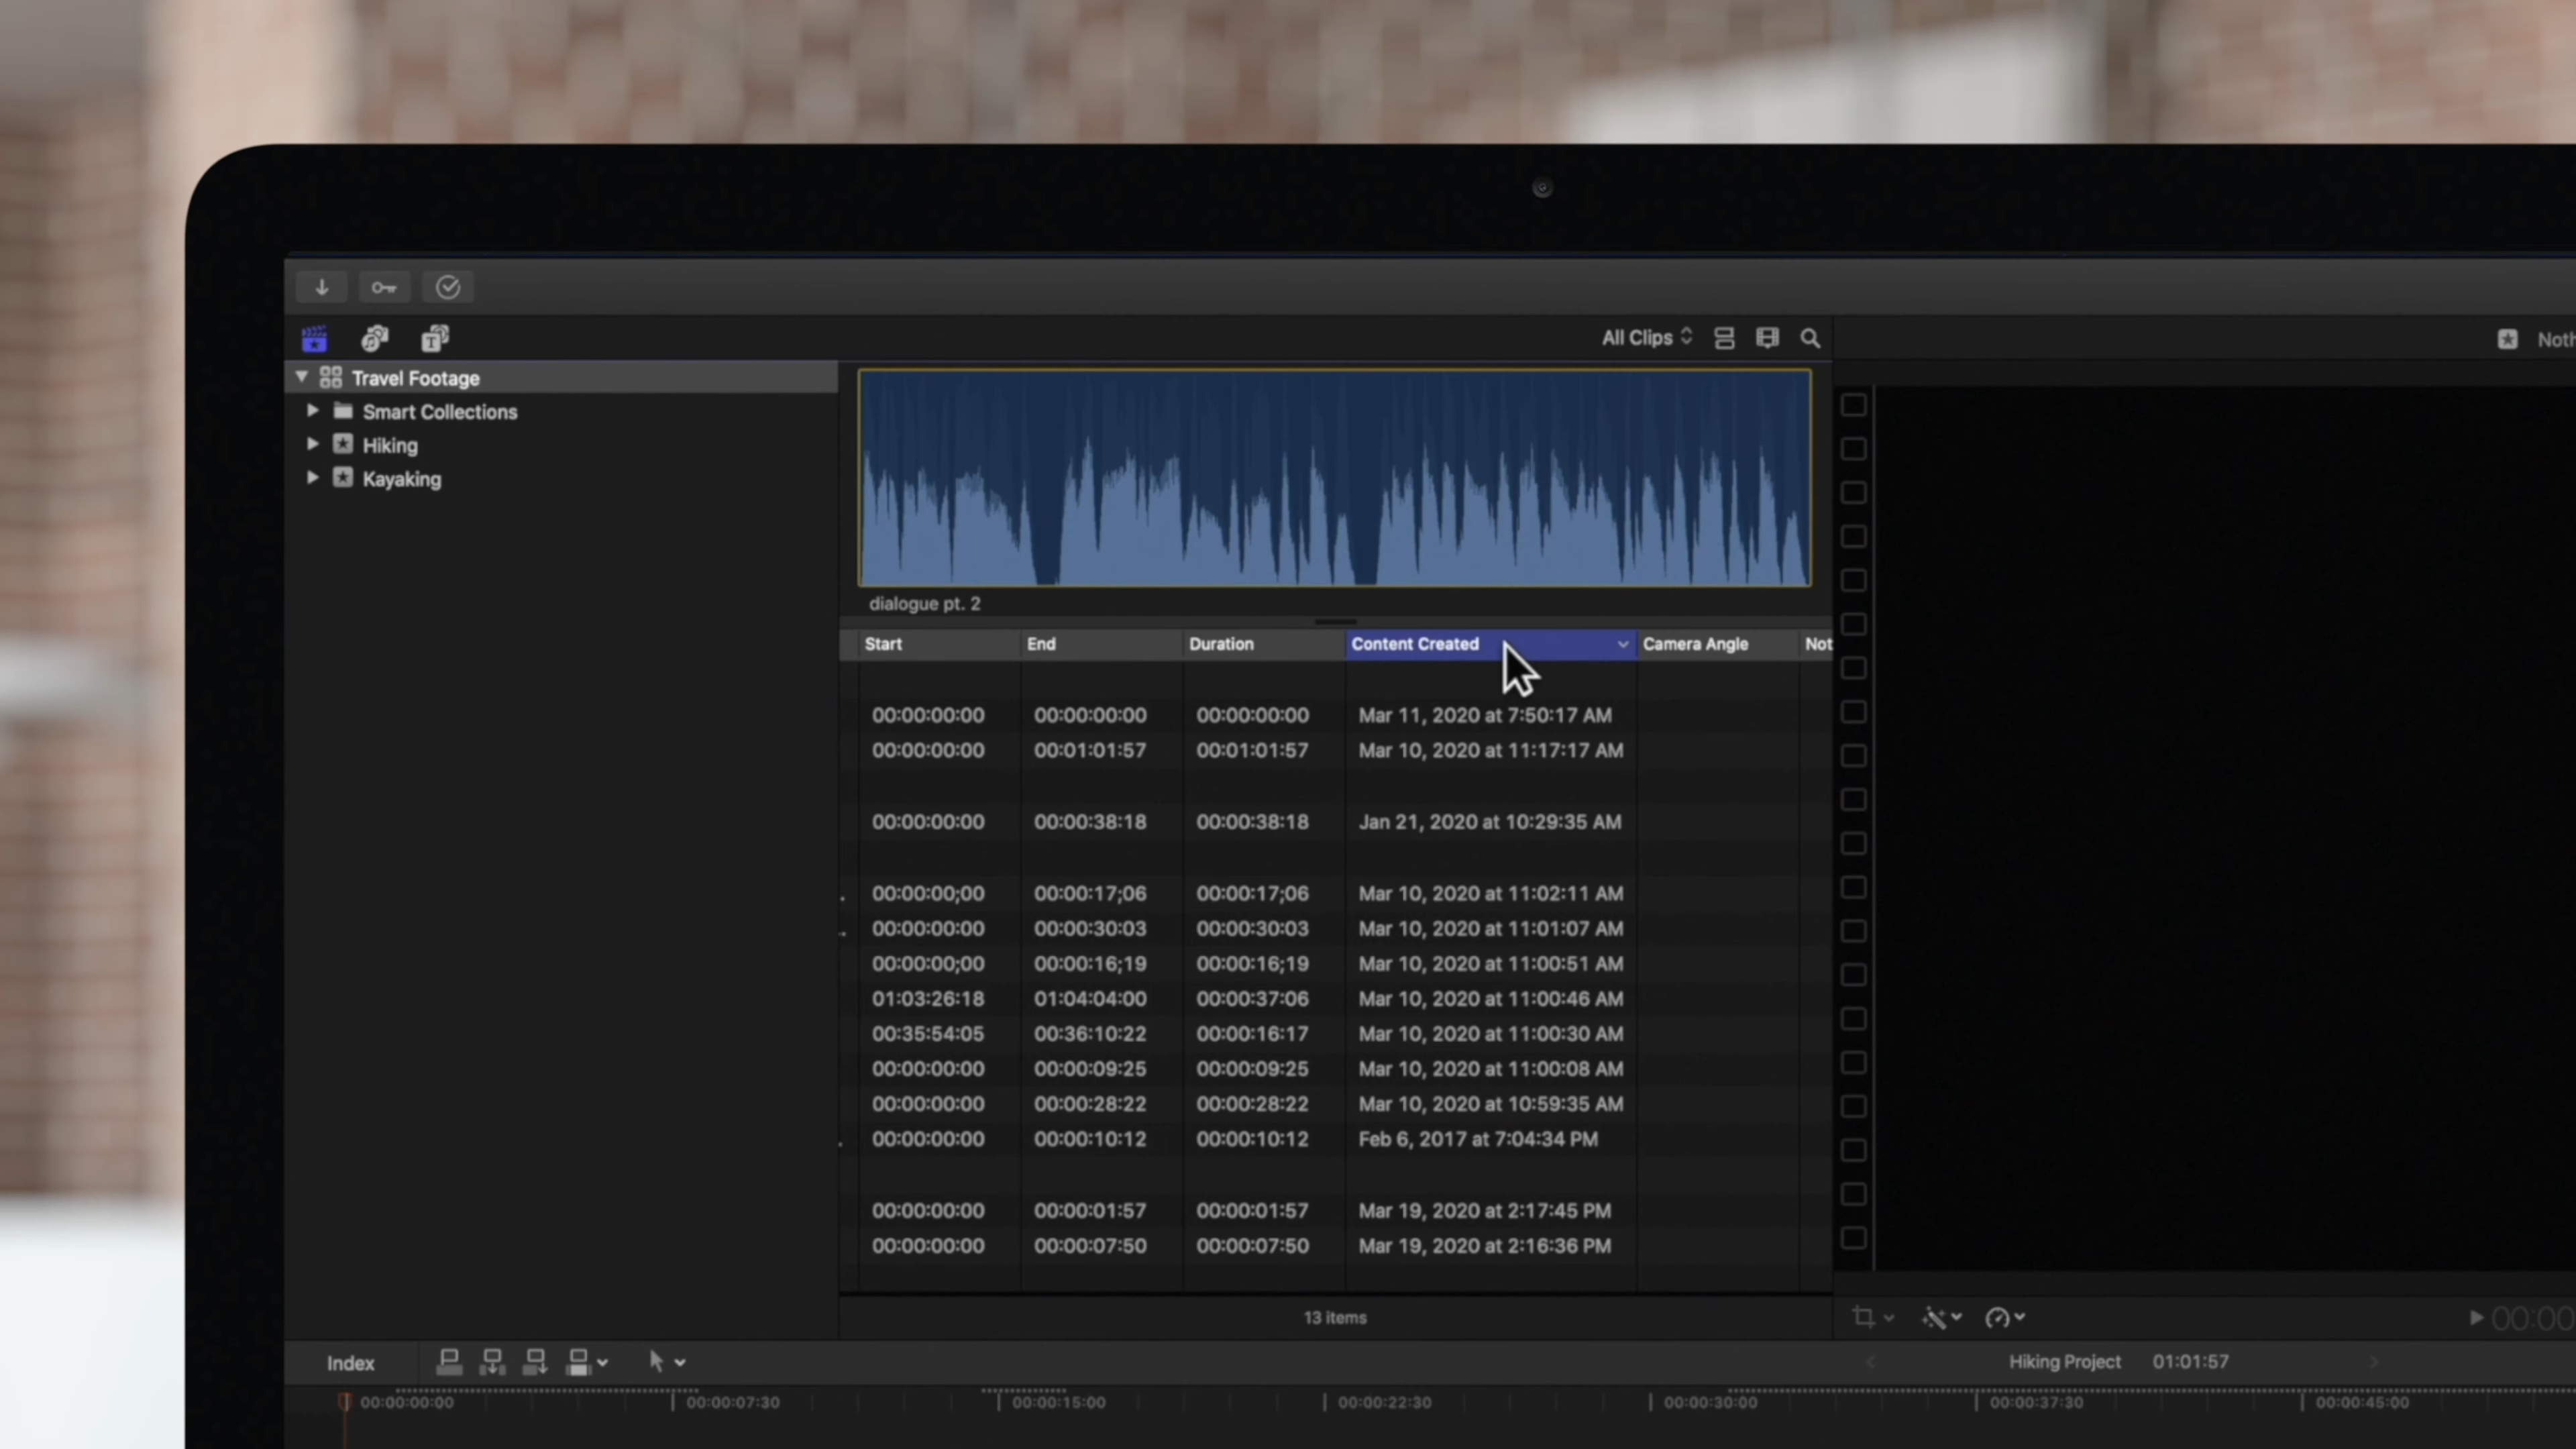 All Clips
Noth
Travel Footage
Smart Collections
Hiking
Kayaking
dialogue pt. 2
Start End Duration Content Created Camera Angle Not
00:00:00:00 00:00:00:00 00:00:00:00 Mar 11, 2020 at 7:50:17 AM
00:00:00:00 00:01:01:57 00:01:01:57 Mar 10, 2020 at 11:17:17 AM
00:00:00:00 00:00:38:18 00:00:38:18 Jan 21, 2020 at 10:29:35 AM
. 00:00:00;00 00:00:17;06 00:00:17;06 Mar 10, 2020 at 11:02:11 AM
.. 00:00:00:00 00:00:30:03 00:00:30:03 Mar 10, 2020 at 11:01:07 AM
00:00:00;00 00:00:16;19 00:00:16;19 Mar 10, 2020 at 11:00:51 AM
01:03:26:18 01:04:04:00 00:00:37:06 Mar 10, 2020 at 11:00:46 AM
00:35:54:05 00:36:10:22 00:00:16:17 Mar 10, 2020 at 11:00:30 AM
00:00:00:00 00:00:09:25 00:00:09:25 Mar 10, 2020 at 11:00:08 AM
00:00:00:00 00:00:28:22 00:00:28:22 Mar 10, 2020 at 10:59:35 AM
. 00:00:00:00 00:00:10:12 00:00:10:12 Feb 6, 2017 at 7:04:34 PM
00:00:00:00 00:00:01:57 00:00:01:57 Mar 19, 2020 at 2:17:45 PM
00:00:00:00 00:00:07:50 00:00:07:50 Mar 19, 2020 at 2:16:36 PM
13 items
00:00
Index
Hiking Project 01:01:57
00:00:00:00 00:00:07:30 00:00:15:00 00:00:22:30 00:00:30:00 00:00:37:30 00:00:45:00